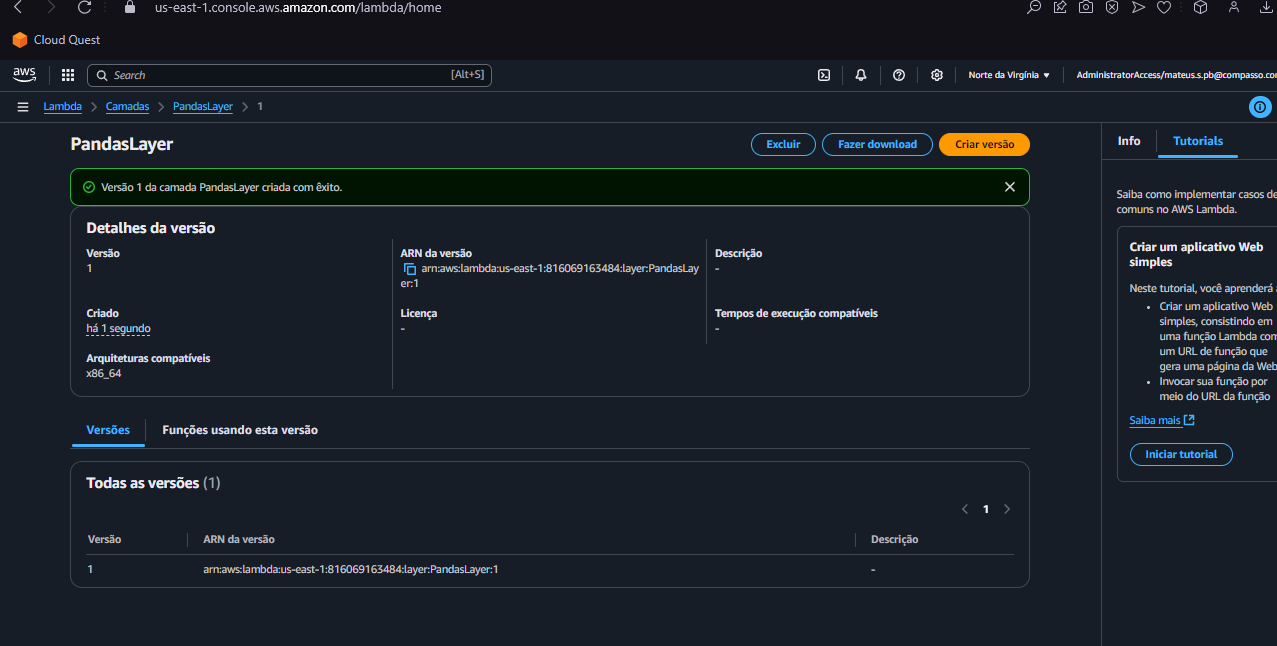 us-east-1.console.aws.amazon.com/lambda/home
Cloud Quest
aws
Search
[Alt+S]
Norte da Virgínia
AdministratorAccess/mateus.s.pb@compasso.co
Lambda
Camadas
PandasLayer
1
PandasLayer
Excluir
Fazer download
Criar versão
Info
Tutorials
Versão 1 da camada PandasLayer criada com êxito.
Detalhes da versão
Versão
1
ARN da versão
arn:aws:lambda:us-east-1:816069163484:layer:PandasLay
er:1
Descrição
-
Criado
há 1 segundo
Licença
-
Tempos de execução compatíveis
-
Arquiteturas compatíveis
x86_64
Versões
Funções usando esta versão
Todas as versões (1)
1
Versão
ARN da versão
Descrição
1
arn:aws:lambda:us-east-1:816069163484:layer:PandasLayer:1
-
Saiba como implementar casos de
comuns no AWS Lambda.
Criar um aplicativo Web
simples
Neste tutorial, você aprenderá a
• Criar um aplicativo Web
simples, consistindo em
uma função Lambda com
um URL de função que
gera uma página da Web
• Invocar sua função por
meio do URL da função
Saiba mais
Iniciar tutorial